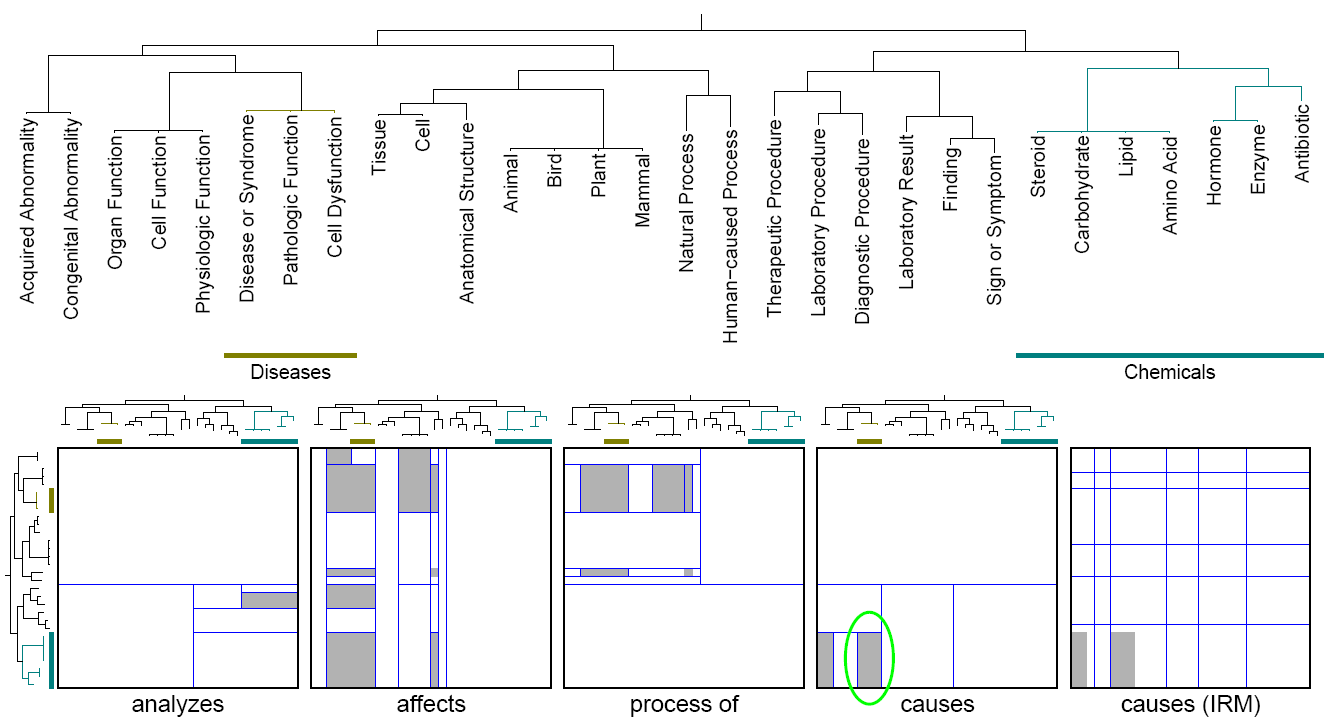 Acquired Abnormality
Congenital Abnormality
Organ Function
Cell Function
Physiologic Function
Disease or Syndrome
Pathologic Function
Cell Dysfunction
Tissue
Cell
Anatomical Structure
Animal
Bird
Plant
Mammal
Natural Process
Human−caused Process
Therapeutic Procedure
Laboratory Procedure
Diagnostic Procedure
Laboratory Result
Finding
Sign or Symptom
Steroid
Carbohydrate
Lipid
Amino Acid
Hormone
Enzyme
Antibiotic
Diseases
Chemicals
analyzes
affects
process of
causes
causes (IRM)